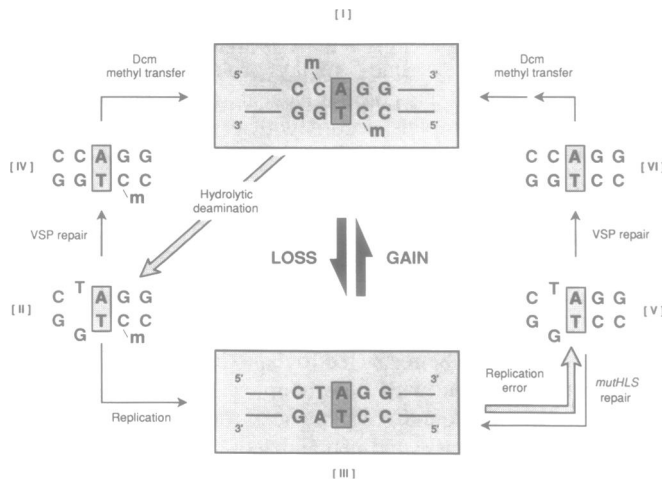 [ I ]
Dcm
methyl transfer
Dcm
methyl transfer
m
5' C C A G G 3'
3' G G T C C 5'
m
[ IV ]
C C A G G
G G T C C
m
C C A G G
G G T C C
[ VI ]
Hydrolytic
deamination
VSP repair
VSP repair
LOSS GAIN
[ II ]
C T A G G
G G T C C
m
C T A G G
G G T C C
[ V ]
Replication
Replication
error
mutHLS
repair
5' C T A G G 3'
3' G A T C C 5'
[ III ]